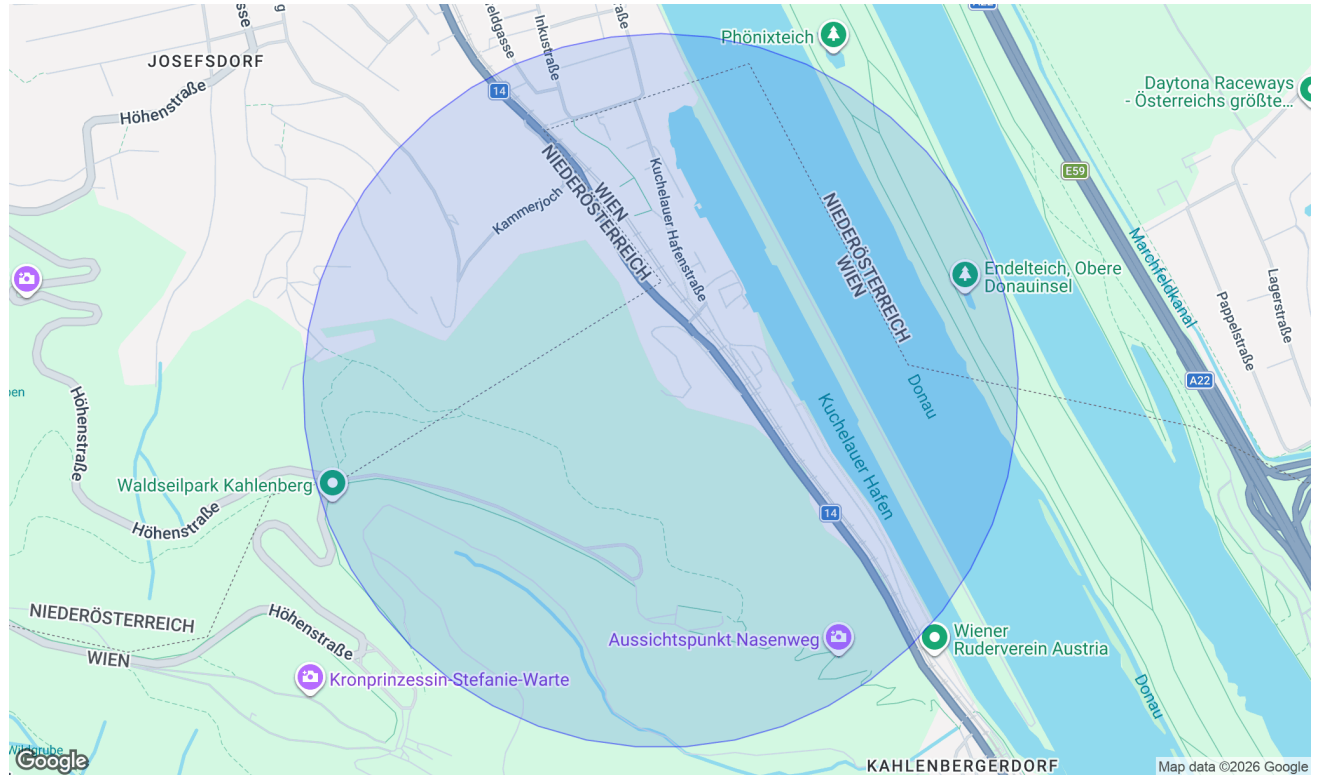 JOSEFSDORF
Höhenstraße
Inkustraße
14
Phönixteich
A22
Daytona Raceways
- Österreichs größte...
E59
Kuchelauer Hafenstraße
Kammerjoch
WIEN
NIEDERÖSTERREICH
NIEDERÖSTERREICH
WIEN
Endelteich, Obere
Donauinsel
Marchfeldkanal
Lagerstraße
Pappelstraße
A22
Donau
Kuchelauer Hafen
Höhenstraße
Waldseilpark Kahlenberg
Höhenstraße
14
NIEDERÖSTERREICH
WIEN
Höhenstraße
Kronprinzessin-Stefanie-Warte
Aussichtspunkt Nasenweg
Wiener
Ruderverein Austria
Donau
KAHLENBERGERDORF
Google
Map data ©2026 Google